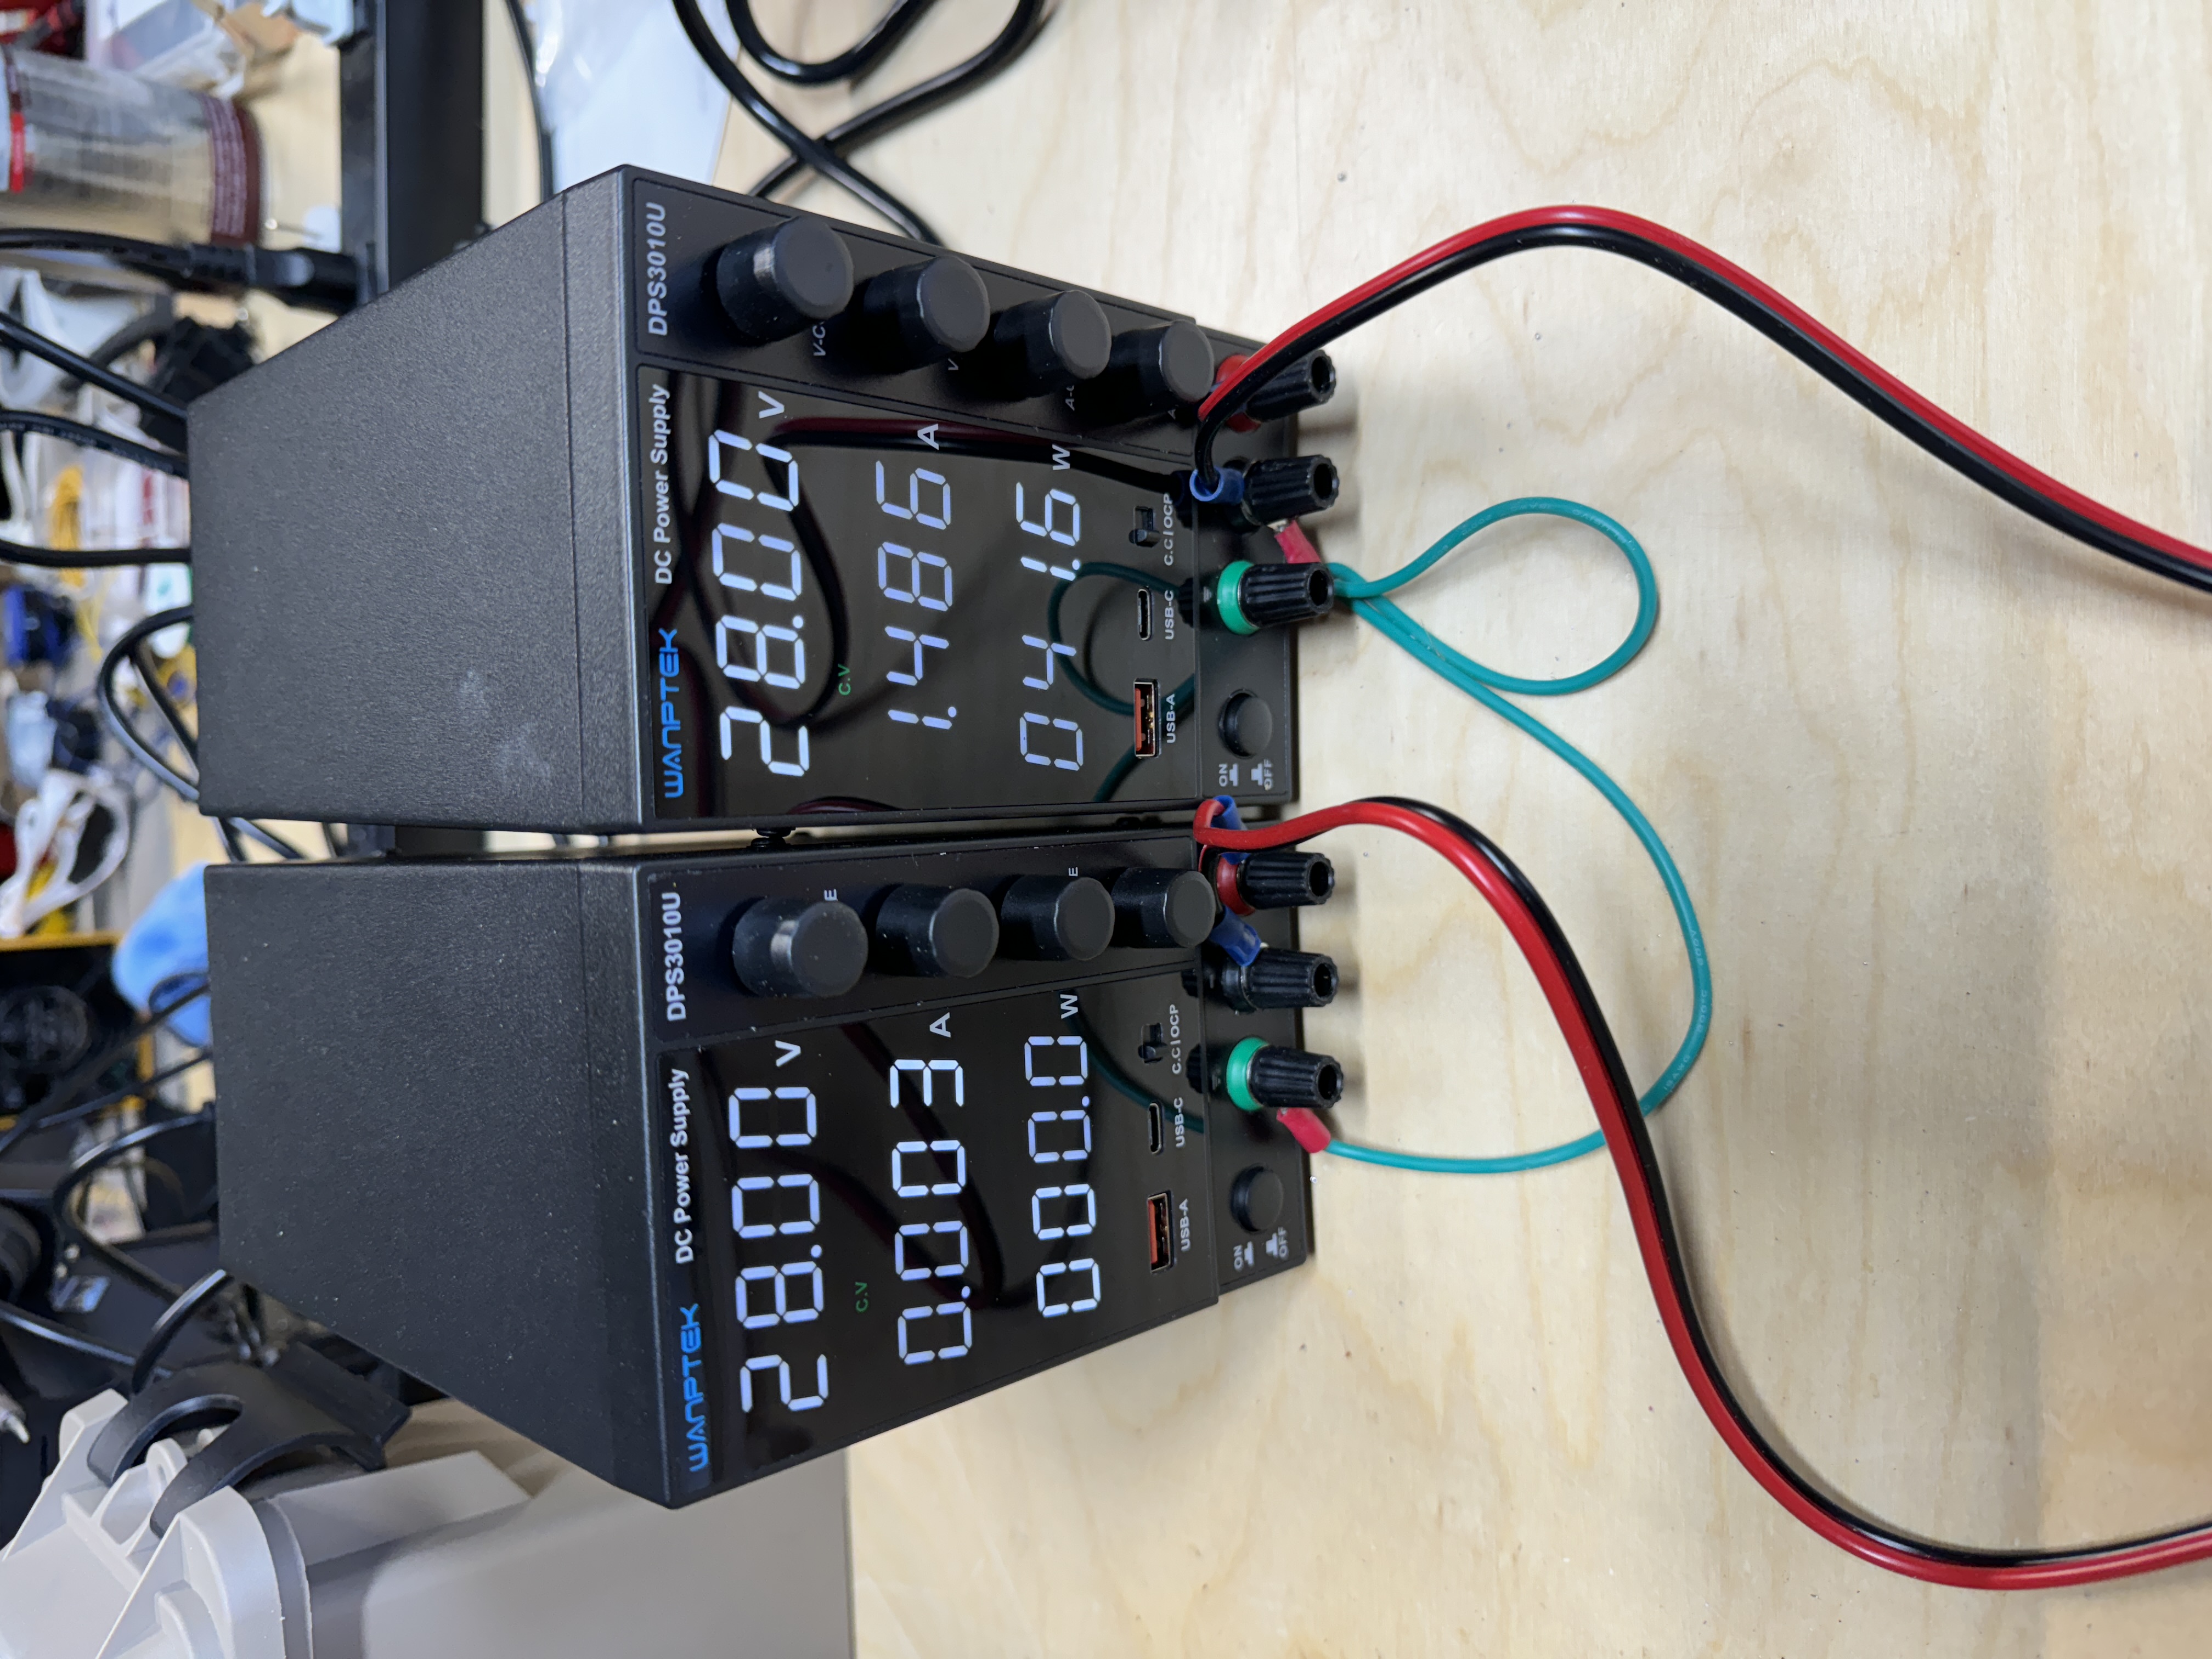 WANPTEK DC Power Supply DPS3010U
28.00 V
E
C.V
0.003 A
000.0 W
E
USB-A USB-C C.C|OCP
ON
OFF
WANPTEK DC Power Supply DPS3010U
28.00 V
V-C
C.V
1.486 A
V
041.6 W
A-
USB-A USB-C C.C|OCP
A
ON
OFF
600V